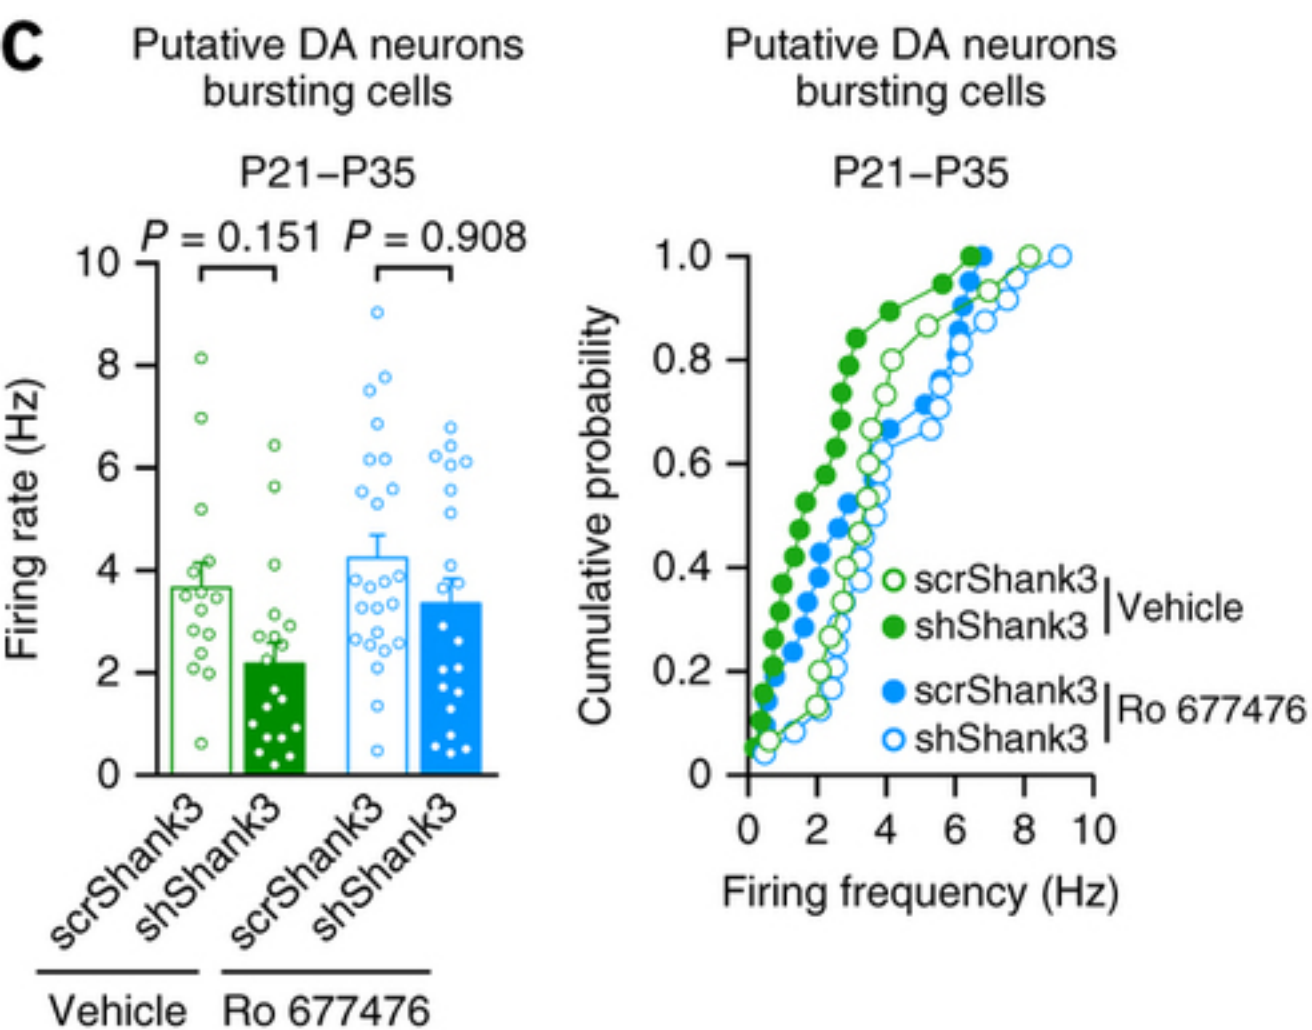 C
Putative DA neurons
bursting cells
P21–P35
P = 0.151 P = 0.908
10
8
6
4
2
0
Firing rate (Hz)
scrShank3
shShank3
scrShank3
shShank3
Vehicle
Ro 677476
Putative DA neurons
bursting cells
P21–P35
1.0
0.8
0.6
0.4
0.2
0
Cumulative probability
scrShank3
shShank3
Vehicle
scrShank3
shShank3
Ro 677476
0 2 4 6 8 10
Firing frequency (Hz)